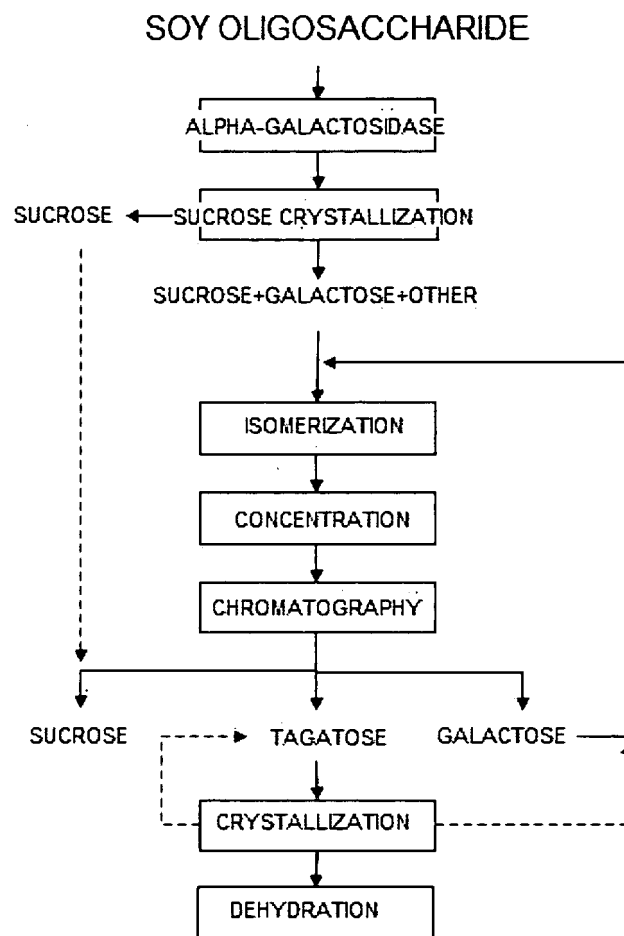 SOY OLIGOSACCHARIDE
ALPHA-GALACTOSIDASE
SUCROSE
SUCROSE CRYSTALLIZATION
SUCROSE+GALACTOSE+OTHER
ISOMERIZATION
CONCENTRATION
CHROMATOGRAPHY
SUCROSE
TAGATOSE
GALACTOSE
CRYSTALLIZATION
DEHYDRATION